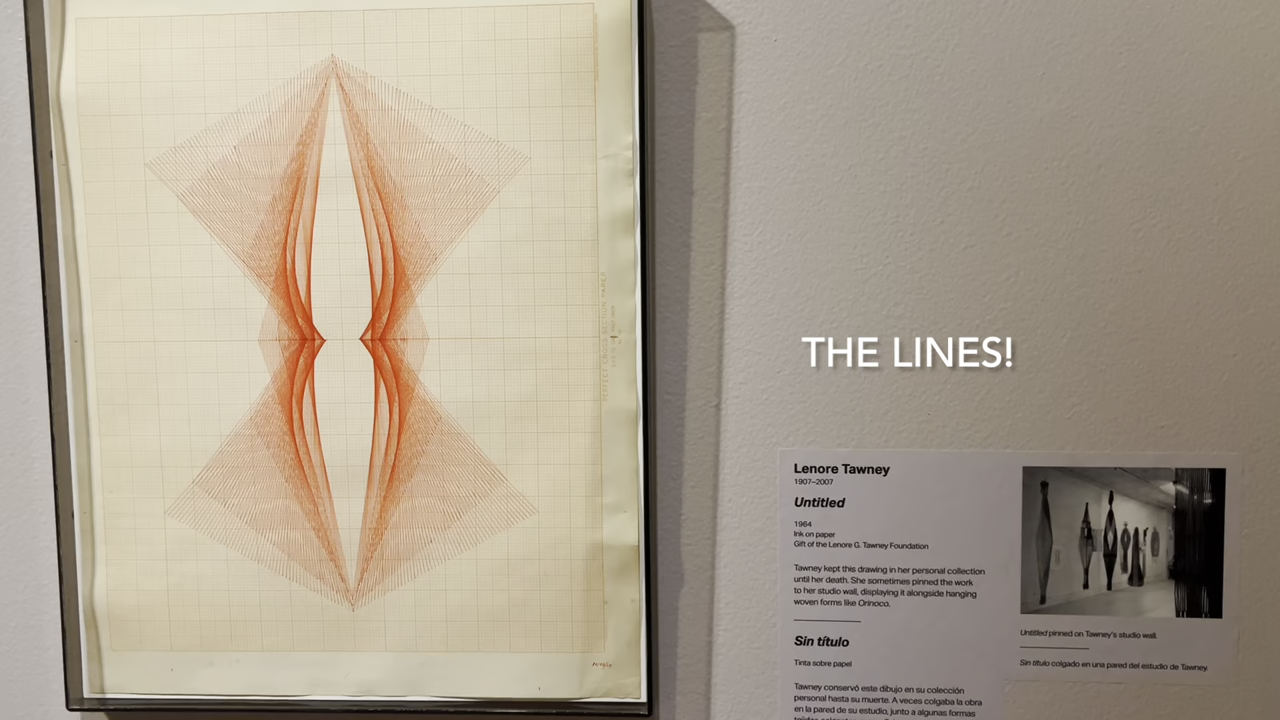 THE LINES!
Lenore Tawney
1907–2007
Untitled
1964
Ink on paper
Gift of the Lenore G. Tawney Foundation
Tawney kept this drawing in her personal collection
until her death. She sometimes pinned the work
to her studio wall, displaying it alongside hanging
woven forms like Orinoco.
Sin título
Tinta sobre papel
Tawney conservó este dibujo en su colección
personal hasta su muerte. A veces colgaba la obra
en la pared de su estudio, junto a algunas formas
Untitled pinned on Tawney's studio wall.
Sin título colgado en una pared del estudio de Tawney.
PERFECT CROSS SECTION PAPER